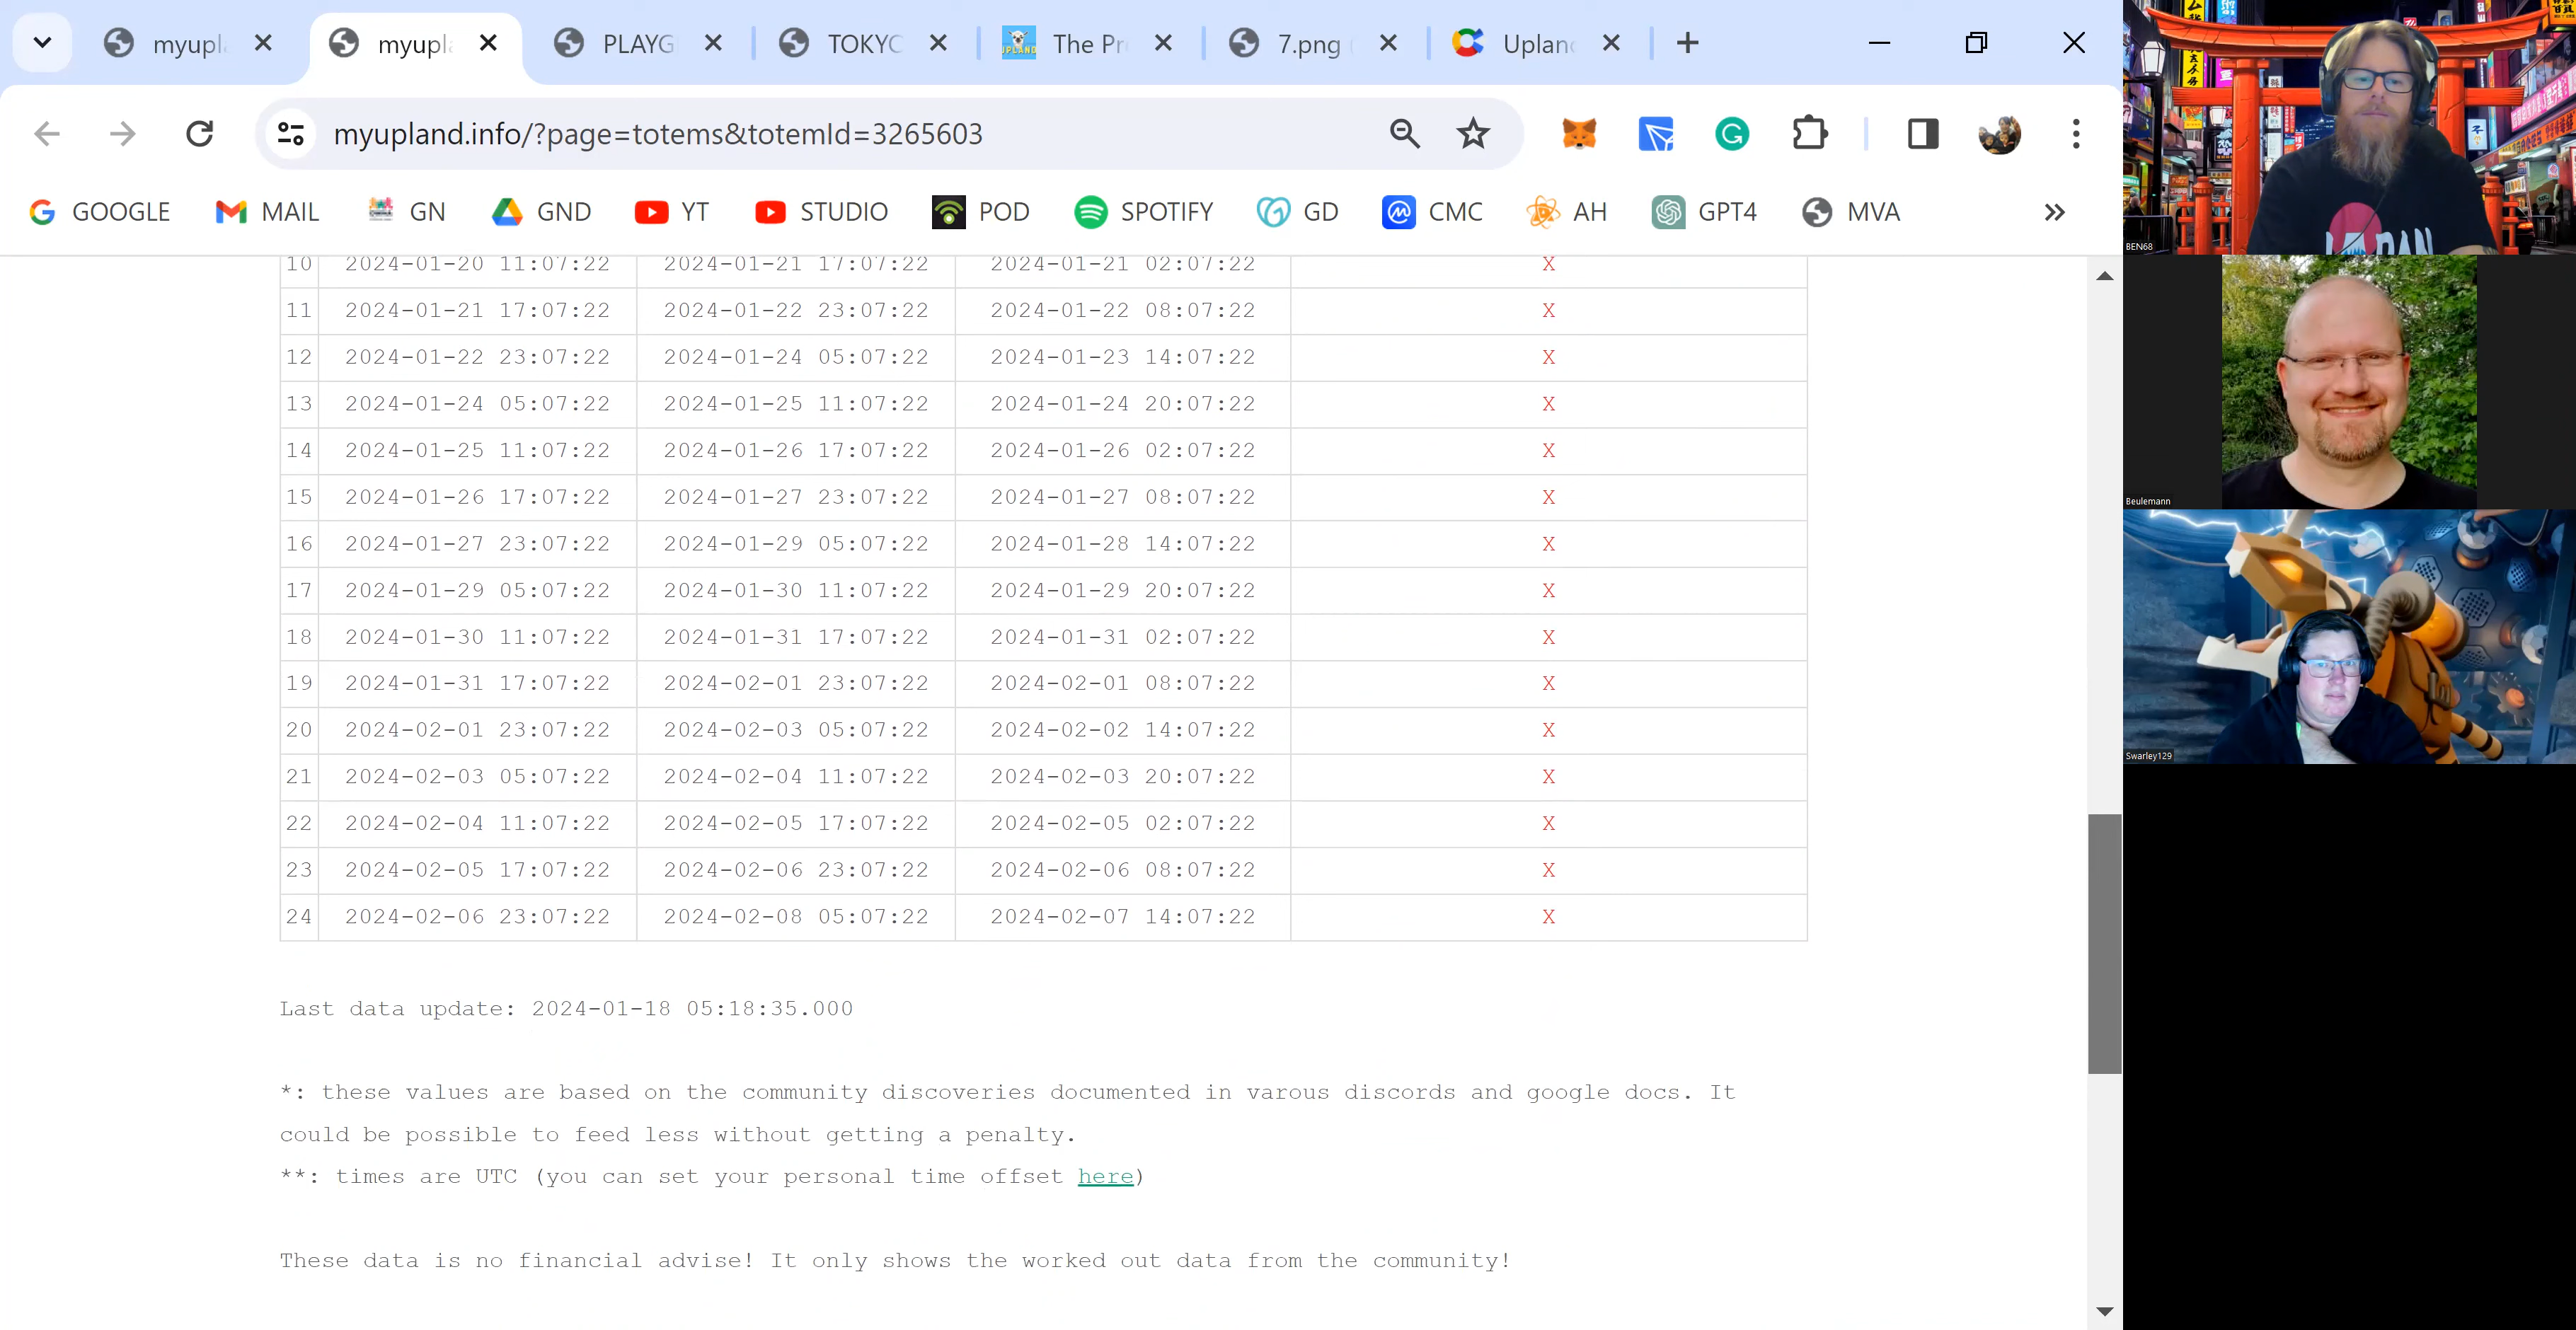 myupl
myupla
PLAYG
TOKYO
The Pr
7.png
Uplan
myupland.info/?page=totems&totemId=3265603
GOOGLE MAIL GN GND YT STUDIO POD SPOTIFY GD CMC AH GPT4 MVA
10 2024-01-20 11:07:22 2024-01-21 17:07:22 2024-01-21 02:07:22 X
11 2024-01-21 17:07:22 2024-01-22 23:07:22 2024-01-22 08:07:22 X
12 2024-01-22 23:07:22 2024-01-24 05:07:22 2024-01-23 14:07:22 X
13 2024-01-24 05:07:22 2024-01-25 11:07:22 2024-01-24 20:07:22 X
14 2024-01-25 11:07:22 2024-01-26 17:07:22 2024-01-26 02:07:22 X
15 2024-01-26 17:07:22 2024-01-27 23:07:22 2024-01-27 08:07:22 X
16 2024-01-27 23:07:22 2024-01-29 05:07:22 2024-01-28 14:07:22 X
17 2024-01-29 05:07:22 2024-01-30 11:07:22 2024-01-29 20:07:22 X
18 2024-01-30 11:07:22 2024-01-31 17:07:22 2024-01-31 02:07:22 X
19 2024-01-31 17:07:22 2024-02-01 23:07:22 2024-02-01 08:07:22 X
20 2024-02-01 23:07:22 2024-02-03 05:07:22 2024-02-02 14:07:22 X
21 2024-02-03 05:07:22 2024-02-04 11:07:22 2024-02-03 20:07:22 X
22 2024-02-04 11:07:22 2024-02-05 17:07:22 2024-02-05 02:07:22 X
23 2024-02-05 17:07:22 2024-02-06 23:07:22 2024-02-06 08:07:22 X
24 2024-02-06 23:07:22 2024-02-08 05:07:22 2024-02-07 14:07:22 X
Last data update: 2024-01-18 05:18:35.000
*: these values are based on the community discoveries documented in varous discords and google docs. It
could be possible to feed less without getting a penalty.
**: times are UTC (you can set your personal time offset here)
These data is no financial advise! It only shows the worked out data from the community!
BEN68
Beulemann
Swarley129